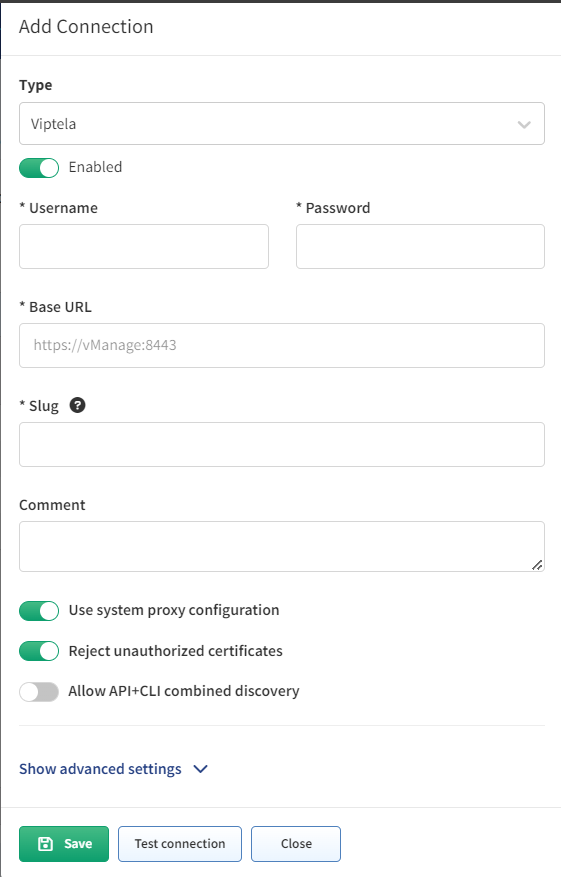 Add Connection
Type
Viptela
Enabled
* Username * Password
* Base URL
https://vManage:8443
* Slug ?
Comment
Use system proxy configuration
Reject unauthorized certificates
Allow API+CLI combined discovery
Show advanced settings
Save Test connection Close